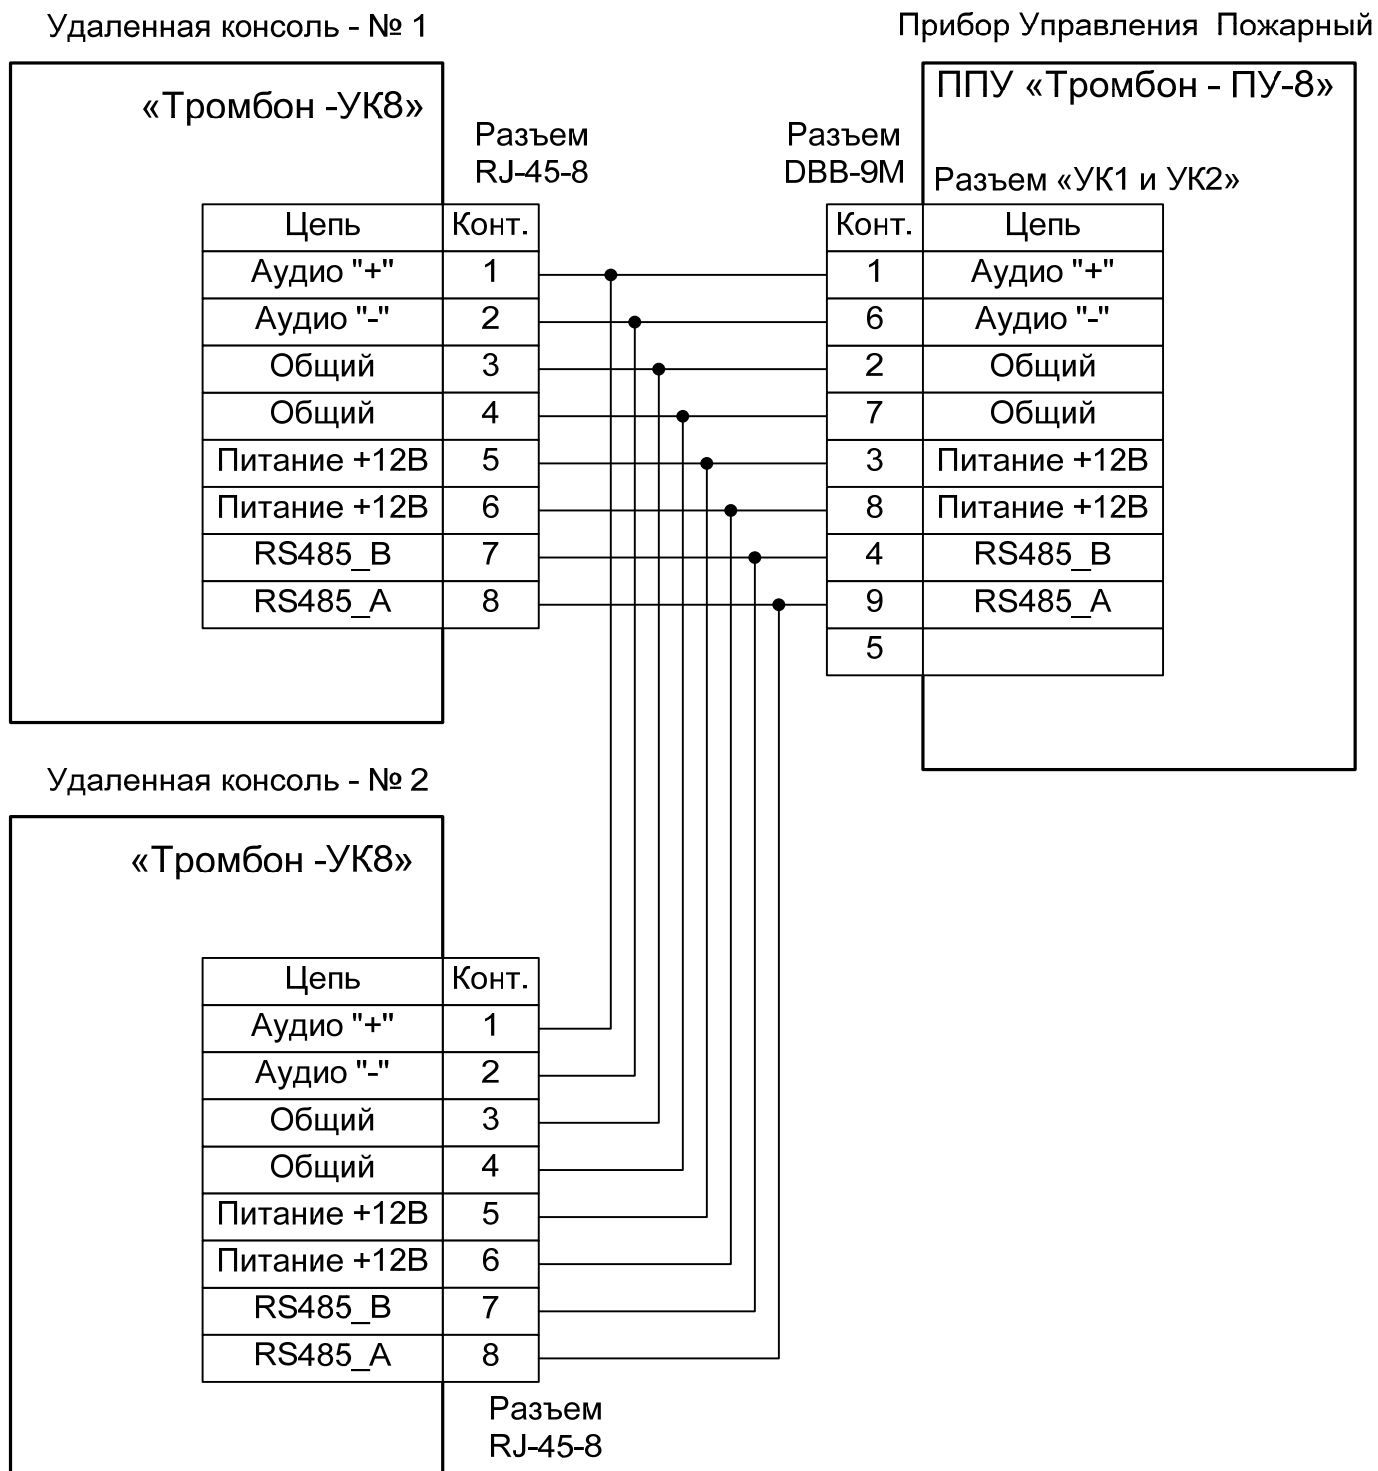 Удаленная консоль - № 1
«Тромбон -УК8»
Разъем
RJ-45-8
Цепь Конт.
Аудио "+" 1
Аудио "-" 2
Общий 3
Общий 4
Питание +12В 5
Питание +12В 6
RS485_B 7
RS485_A 8
Прибор Управления Пожарный
ППУ «Тромбон - ПУ-8»
Разъем
DBB-9M
Разъем «УК1 и УК2»
Конт. Цепь
1 Аудио "+"
6 Аудио "-"
2 Общий
7 Общий
3 Питание +12В
8 Питание +12В
4 RS485_B
9 RS485_A
5
Удаленная консоль - № 2
«Тромбон -УК8»
Цепь Конт.
Аудио "+" 1
Аудио "-" 2
Общий 3
Общий 4
Питание +12В 5
Питание +12В 6
RS485_B 7
RS485_A 8
Разъем
RJ-45-8